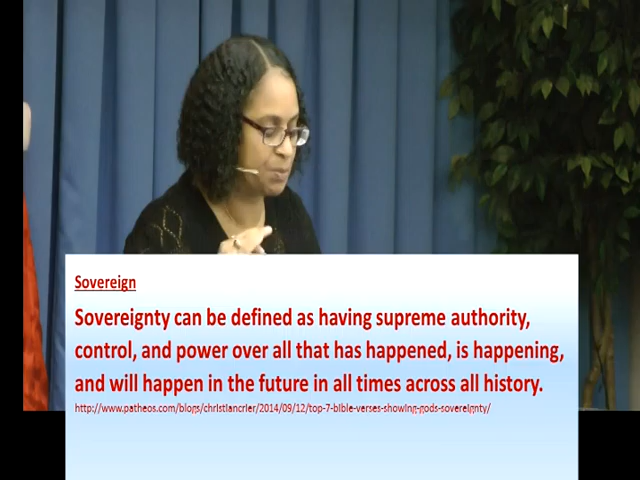 Sovereign
Sovereignty can be defined as having supreme authority,
control, and power over all that has happened, is happening,
and will happen in the future in all times across all history.
http://www.patheos.com/blogs/christiancrier/2014/09/12/top-7-bible-verses-showing-gods-sovereignty/